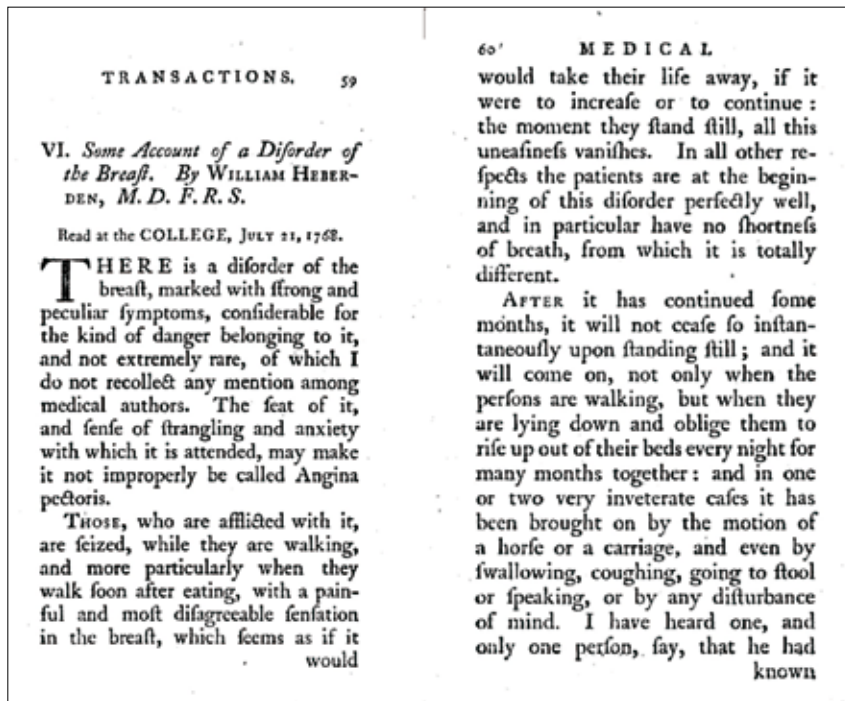 TRANSACTIONS. 59
VI. Some Account of a Diſorder of
the Breaſt. By WILLIAM HEBER-
DEN, M. D. F. R. S.
Read at the COLLEGE, JULY 21, 1768.
THERE is a diſorder of the
breaſt, marked with ſtrong and
peculiar ſymptoms, conſiderable for
the kind of danger belonging to it,
and not extremely rare, of which I
do not recollect any mention among
medical authors. The ſeat of it,
and ſenſe of ſtrangling and anxiety
with which it is attended, may make
it not improperly be called Angina
pectoris.
THOSE, who are afflicted with it,
are ſeized, while they are walking,
and more particularly when they
walk ſoon after eating, with a pain-
ful and moſt diſagreeable ſenſation
in the breaſt, which ſeems as if it
would
60 MEDICAL
would take their life away, if it
were to increaſe or to continue :
the moment they ſtand ſtill, all this
uneaſineſs vaniſhes. In all other re-
ſpects the patients are at the begin-
ning of this diſorder perfectly well,
and in particular have no ſhortneſs
of breath, from which it is totally
different.
AFTER it has continued ſome
months, it will not ceaſe ſo inſtan-
taneouſly upon ſtanding ſtill ; and it
will come on, not only when the
perſons are walking, but when they
are lying down and oblige them to
riſe up out of their beds every night for
many months together : and in one
or two very inveterate caſes it has
been brought on by the motion of
a horſe or a carriage, and even by
ſwallowing, coughing, going to ſtool
or ſpeaking, or by any diſturbance
of mind. I have heard one, and
only one perſon, ſay, that he had
known